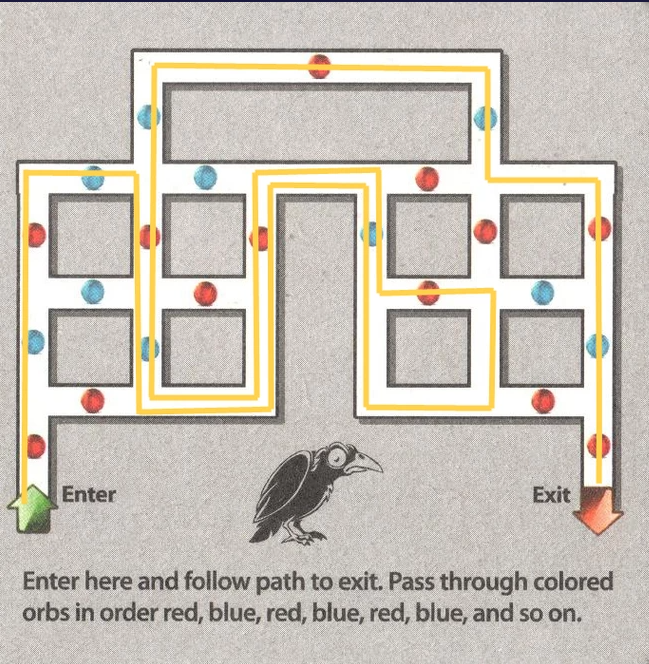 Enter
Exit
Enter here and follow path to exit. Pass through colored
orbs in order red, blue, red, blue, red, blue, and so on.